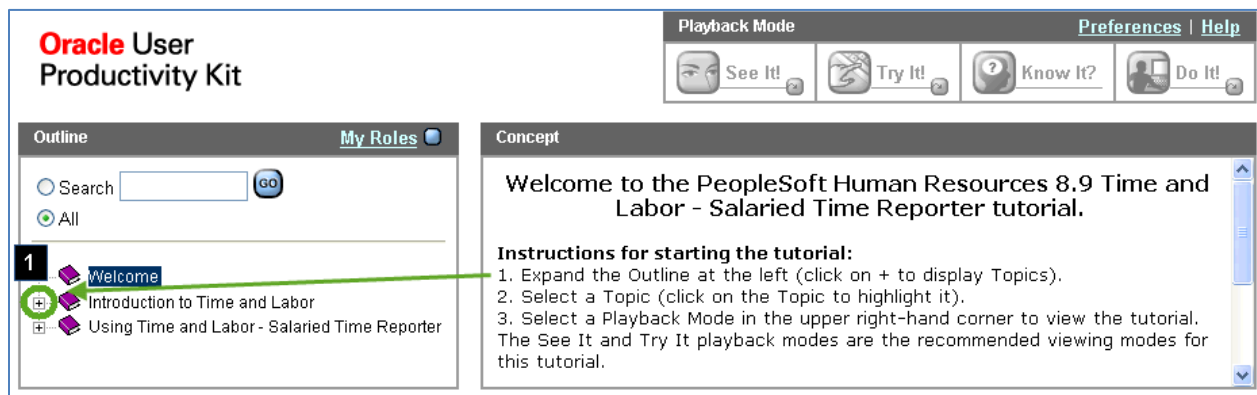 Oracle User
Productivity Kit
Playback Mode
Preferences | Help
See It!
Try It!
Know It?
Do It!
Outline
My Roles
Search
GO
All
1
Welcome
Introduction to Time and Labor
Using Time and Labor - Salaried Time Reporter
Concept
Welcome to the PeopleSoft Human Resources 8.9 Time and
Labor - Salaried Time Reporter tutorial.
Instructions for starting the tutorial:
1. Expand the Outline at the left (click on + to display Topics).
2. Select a Topic (click on the Topic to highlight it).
3. Select a Playback Mode in the upper right-hand corner to view the tutorial.
The See It and Try It playback modes are the recommended viewing modes for
this tutorial.